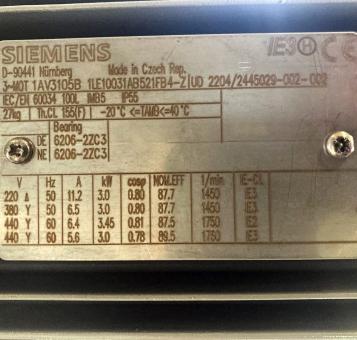 SIEMENS IE3 CE
D-90441 Nürnberg Made in Czech Rep.
3~MOT 1AV3105B 1LE10031AB521FB4-Z UD 2204/2445029-002-002
IEC/EN 60034 100L IMB5 IP55
27kg Th.CL 155(F) -20°C <=TAMB<=40°C
Bearing
DE 6206-2ZC3
NE 6206-2ZC3
V Hz A kW cosφ NOM.EFF 1/min IE-CL
220 Δ 50 11.2 3.0 0.80 87.7 1450 IE3
380 Y 50 6.5 3.0 0.80 87.7 1450 IE3
440 Y 60 6.4 3.45 0.81 87.5 1750 IE2
440 Y 60 5.6 3.0 0.78 89.5 1760 IE3